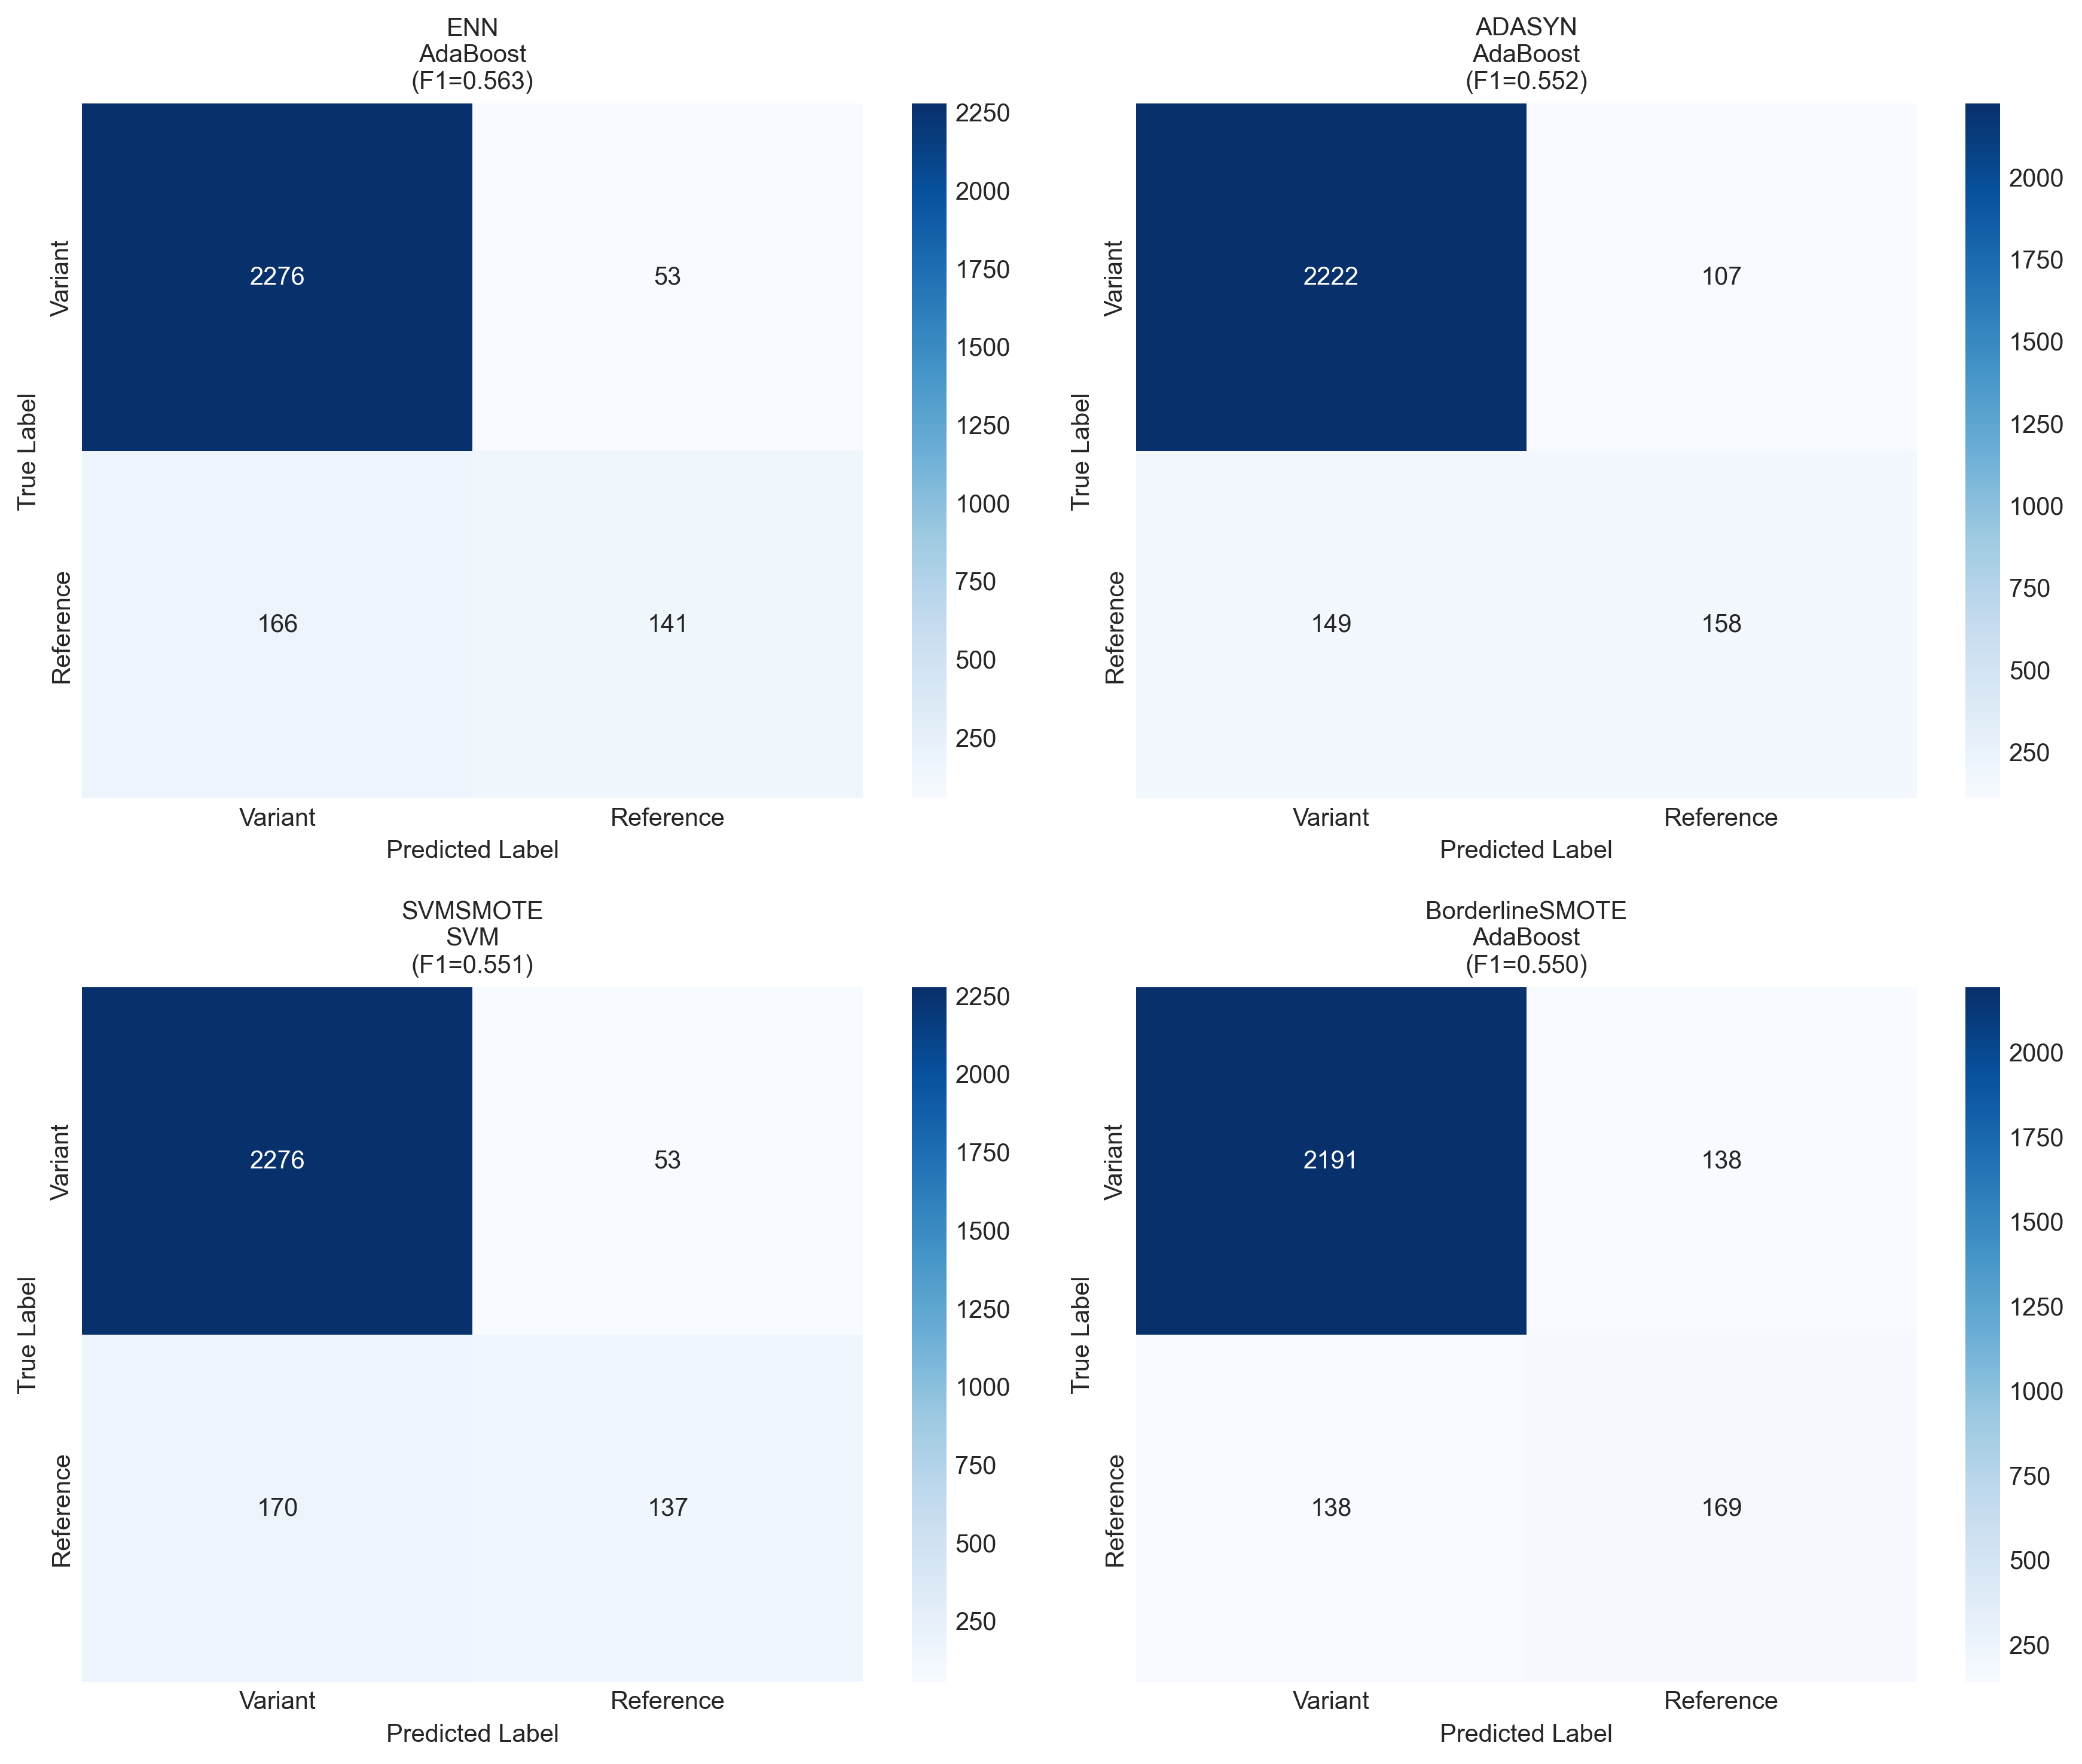 ENN
AdaBoost
(F1=0.563)
True Label
Variant
Reference
2276
53
166
141
Variant
Reference
Predicted Label
2250
2000
1750
1500
1250
1000
750
500
250
ADASYN
AdaBoost
(F1=0.552)
True Label
Variant
Reference
2222
107
149
158
Variant
Reference
Predicted Label
2000
1750
1500
1250
1000
750
500
250
SVMSMOTE
SVM
(F1=0.551)
True Label
Variant
Reference
2276
53
170
137
Variant
Reference
Predicted Label
2250
2000
1750
1500
1250
1000
750
500
250
BorderlineSMOTE
AdaBoost
(F1=0.550)
True Label
Variant
Reference
2191
138
138
169
Variant
Reference
Predicted Label
2000
1750
1500
1250
1000
750
500
250